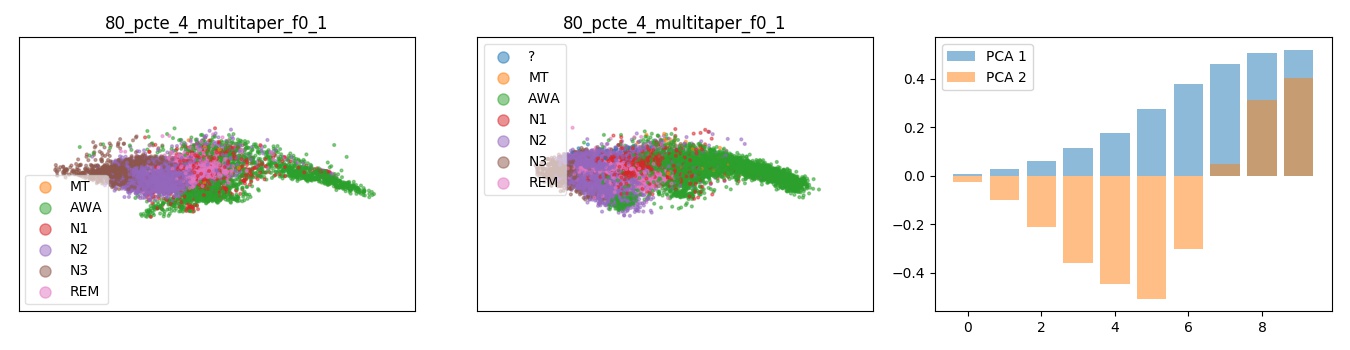 80_pcte_4_multitaper_f0_1
MT
AWA
N1
N2
N3
REM
80_pcte_4_multitaper_f0_1
?
MT
AWA
N1
N2
N3
REM
PCA 1
PCA 2
0.4
0.2
0.0
−0.2
−0.4
0 2 4 6 8